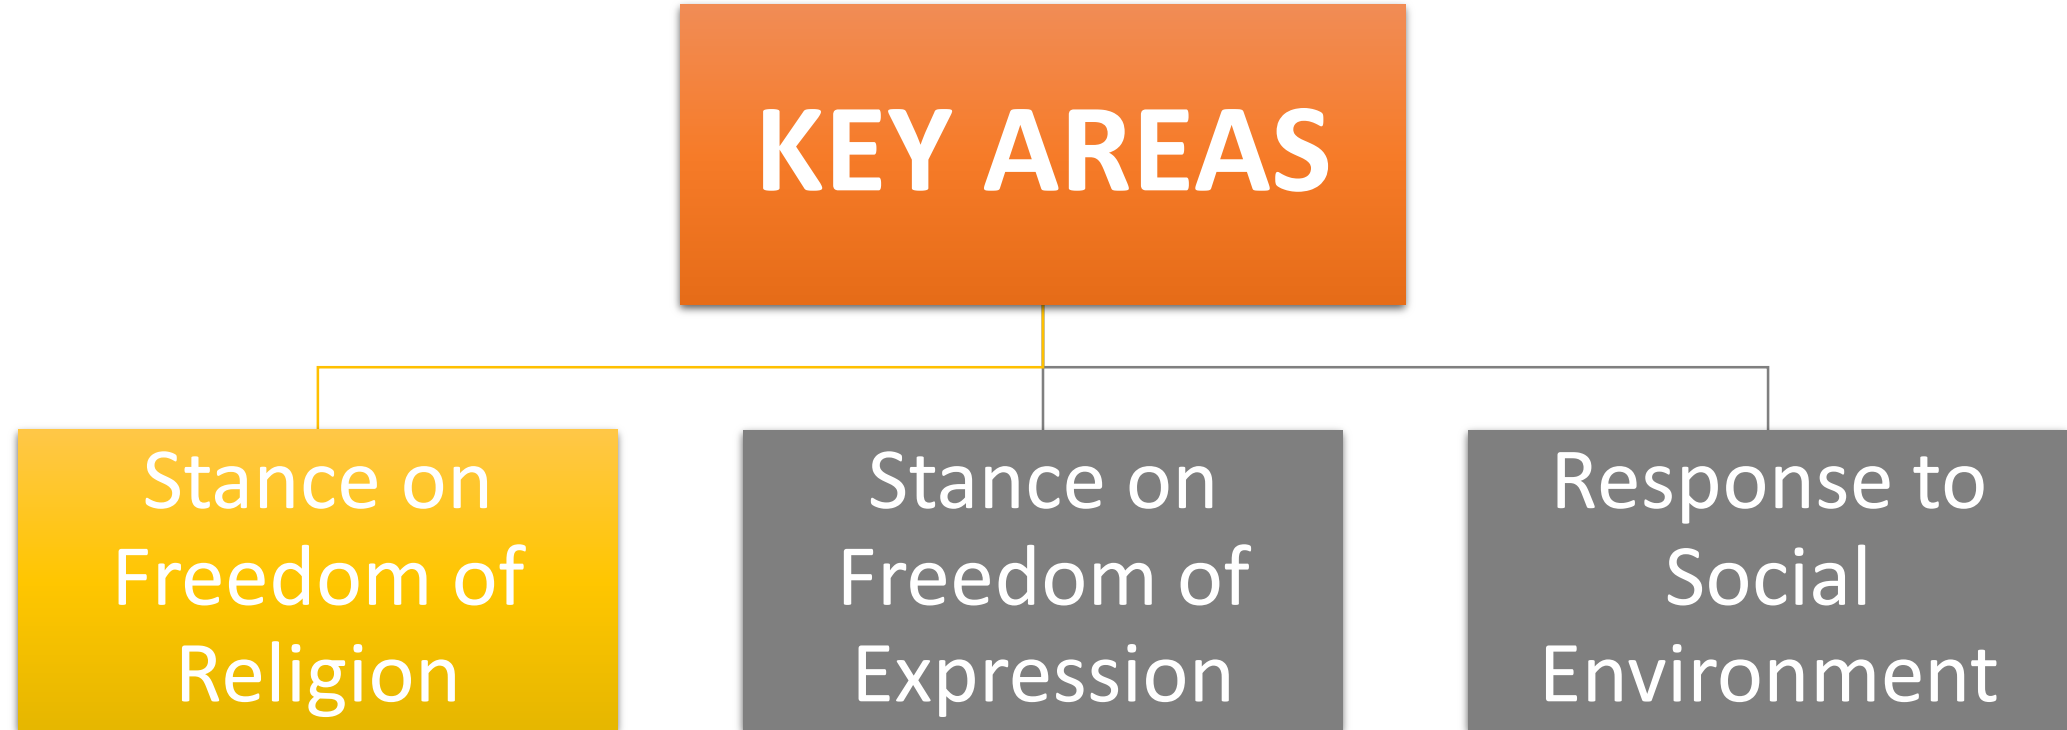 KEY AREAS
Stance on
Freedom of
Religion
Stance on
Freedom of
Expression
Response to
Social
Environment